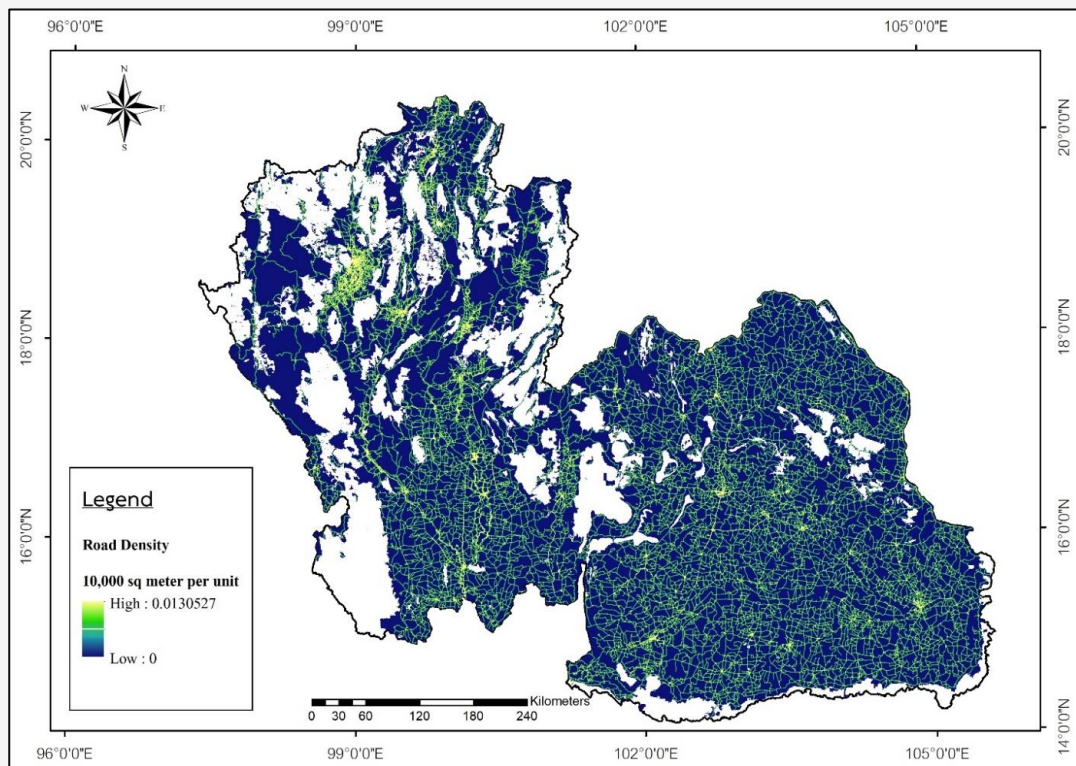 96°0'0"E 99°0'0"E 102°0'0"E 105°0'0"E
N
W E
S
20°0'0"N 20°0'0"N
18°0'0"N 18°0'0"N
16°0'0"N 16°0'0"N
14°0'0"N
Legend
Road Density
10,000 sq meter per unit
High : 0.0130527
Low : 0
Kilometers
0 30 60 120 180 240
96°0'0"E 99°0'0"E 102°0'0"E 105°0'0"E